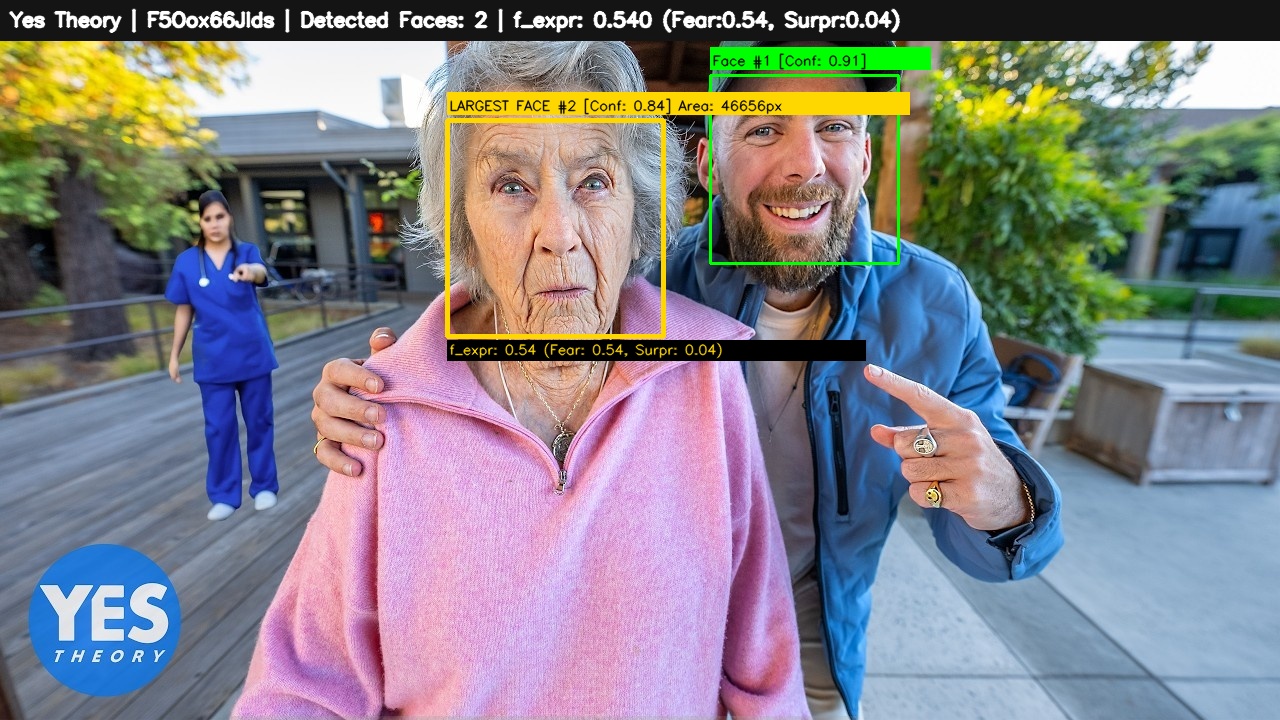 Yes Theory | F5Oox66JIds | Detected Faces: 2 | f_expr: 0.540 (Fear:0.54, Surpr:0.04)
Face #1 [Conf: 0.91]
LARGEST FACE #2 [Conf: 0.84] Area: 46656px
f_expr: 0.54 (Fear: 0.54, Surpr: 0.04)
YES
THEORY